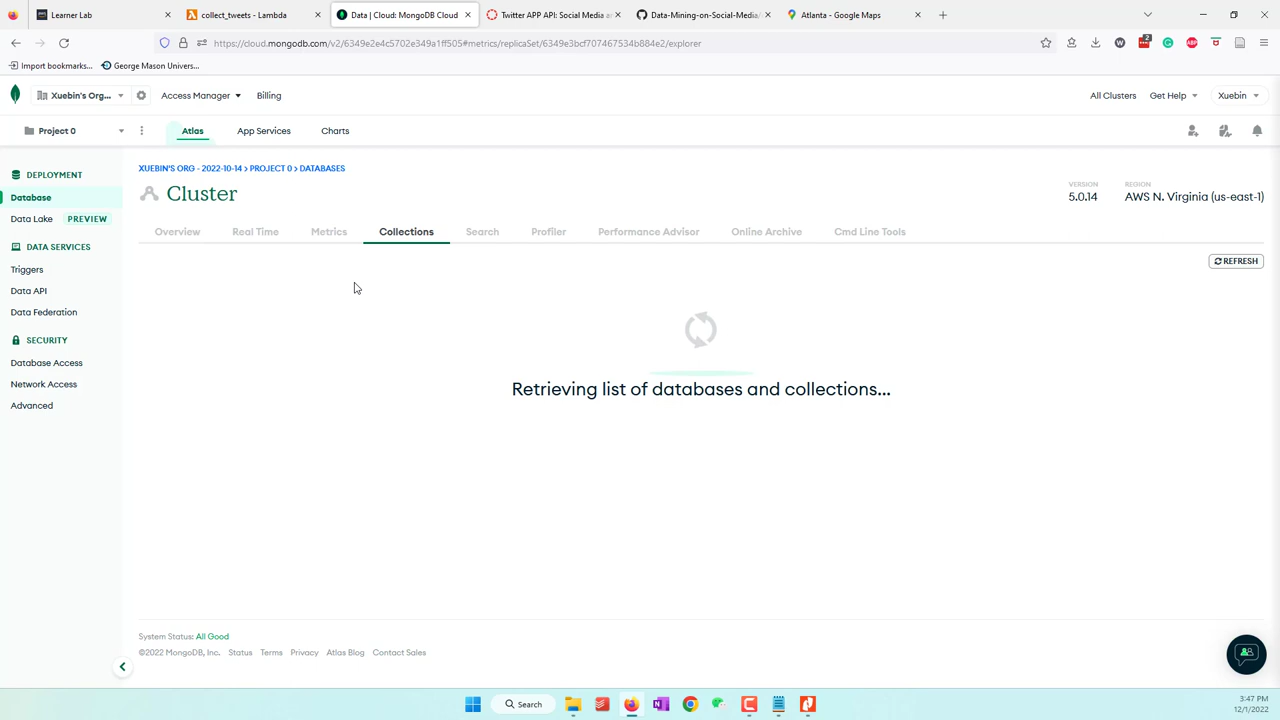 Learner Lab
collect_tweets - Lambda
Data | Cloud: MongoDB Cloud
Twitter APP API: Social Media an
Data-Mining-on-Social-Media/
Atlanta - Google Maps
https://cloud.mongodb.com/v2/6349e2e4c5702e349a1ff505#metrics/replicaSet/6349e3bcf707467534b884e2/explorer
W
2
ABP
Import bookmarks...
George Mason Univers...
Xuebin's Org...
Access Manager
Billing
All Clusters
Get Help
Xuebin
Project 0
Atlas
App Services
Charts
DEPLOYMENT
Database
Data Lake
PREVIEW
DATA SERVICES
Triggers
Data API
Data Federation
SECURITY
Database Access
Network Access
Advanced
XUEBIN'S ORG - 2022-10-14 > PROJECT 0 > DATABASES
Cluster
VERSION
5.0.14
REGION
AWS N. Virginia (us-east-1)
Overview
Real Time
Metrics
Collections
Search
Profiler
Performance Advisor
Online Archive
Cmd Line Tools
REFRESH
Retrieving list of databases and collections...
System Status: All Good
©2022 MongoDB, Inc.
Status
Terms
Privacy
Atlas Blog
Contact Sales
Search
3:47 PM
12/1/2022